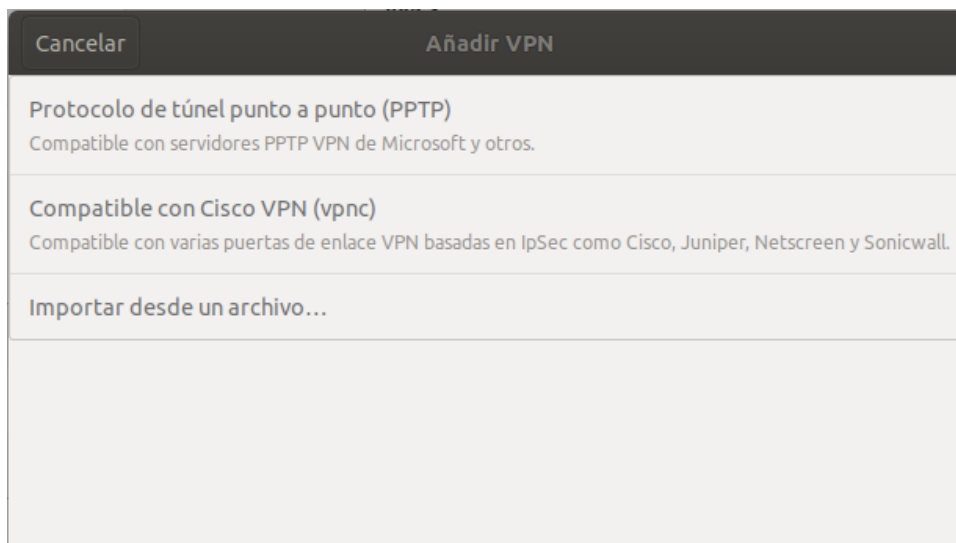 Cancelar
Añadir VPN
Protocolo de túnel punto a punto (PPTP)
Compatible con servidores PPTP VPN de Microsoft y otros.
Compatible con Cisco VPN (vpnc)
Compatible con varias puertas de enlace VPN basadas en IpSec como Cisco, Juniper, Netscreen y Sonicwall.
Importar desde un archivo...